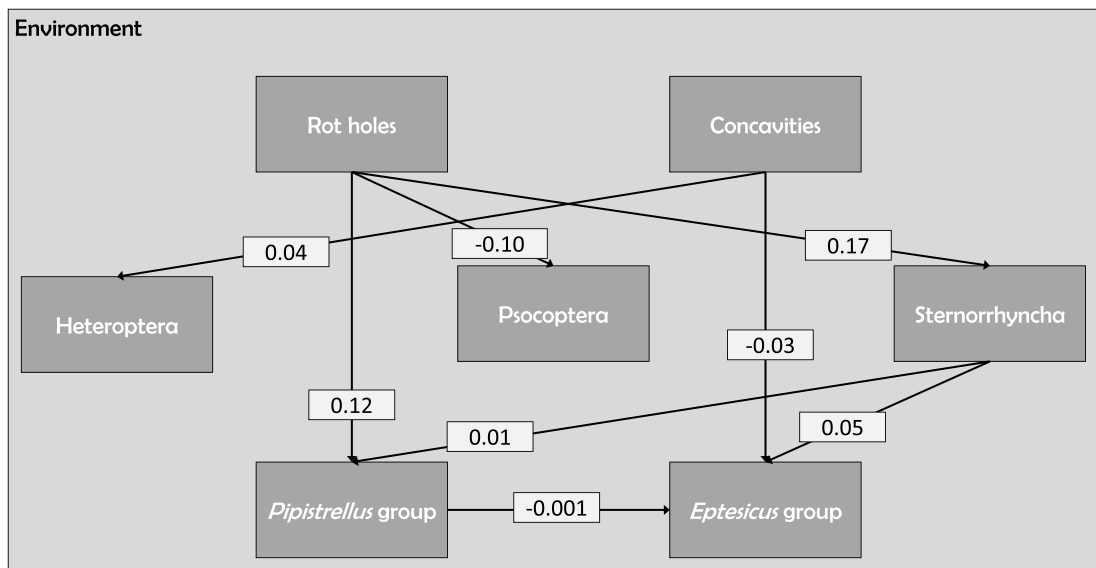 Environment
Rot holes
Concavities
0.04
-0.10
0.17
Heteroptera
Psocoptera
Sternorrhyncha
-0.03
0.12
0.01
0.05
Pipistrellus group
-0.001
Eptesicus group